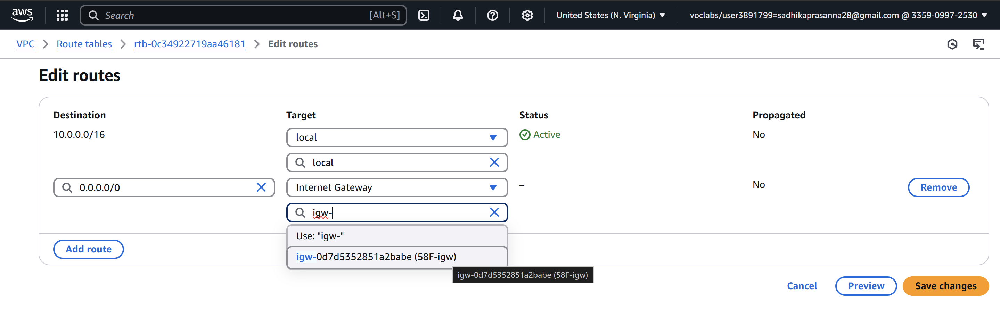 aws
Search [Alt+S] United States (N. Virginia) voclabs/user3891799=sadhikaprasanna28@gmail.com @ 3359-0997-2530
VPC Route tables rtb-0c34922719aa46181 Edit routes
Edit routes
Destination Target Status Propagated
10.0.0.0/16 local Active No
local
0.0.0.0/0 Internet Gateway – No Remove
igw-
Use: "igw-"
Add route
igw-0d7d5352851a2babe (58F-igw)
igw-0d7d5352851a2babe (58F-igw)
Cancel Preview Save changes